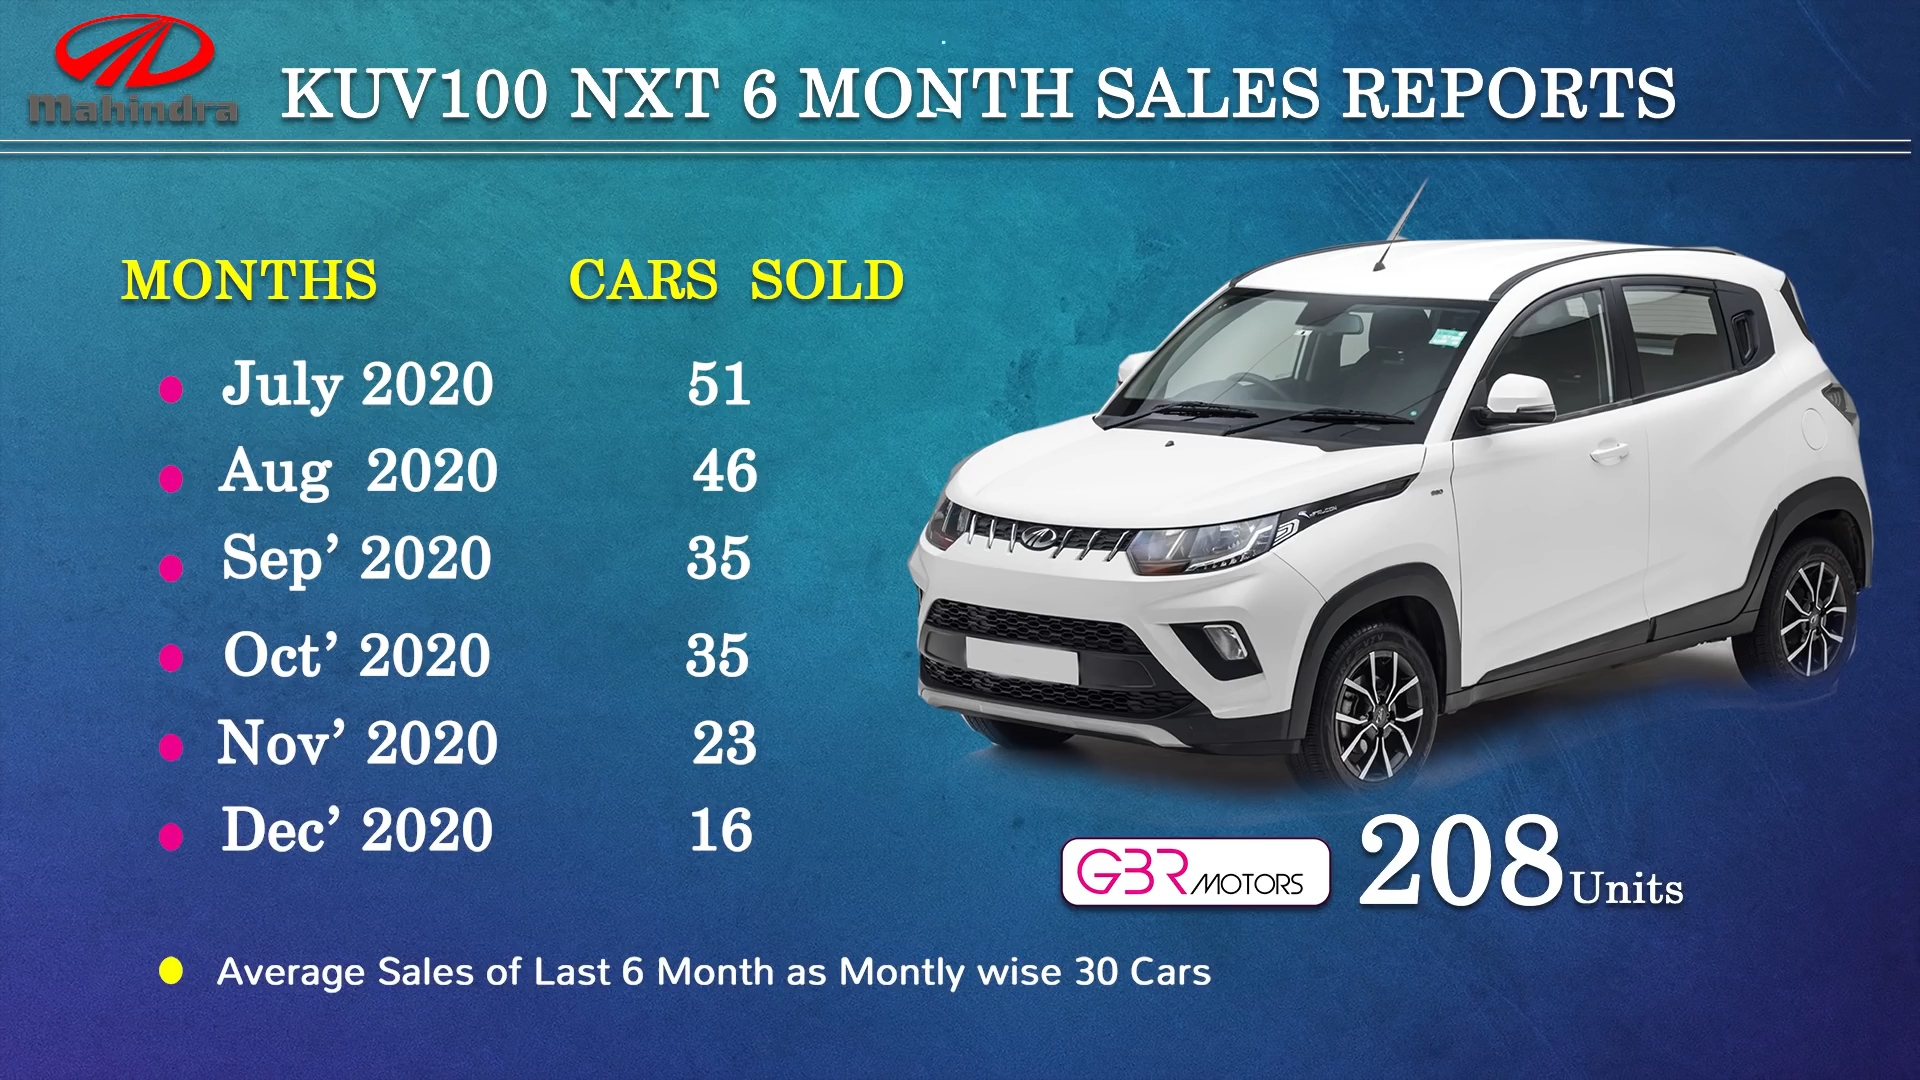 Mahindra
KUV100 NXT 6 MONTH SALES REPORTS
MONTHS CARS SOLD
July 2020 51
Aug 2020 46
Sep’ 2020 35
Oct’ 2020 35
Nov’ 2020 23
Dec’ 2020 16
GBR MOTORS 208 Units
Average Sales of Last 6 Month as Montly wise 30 Cars